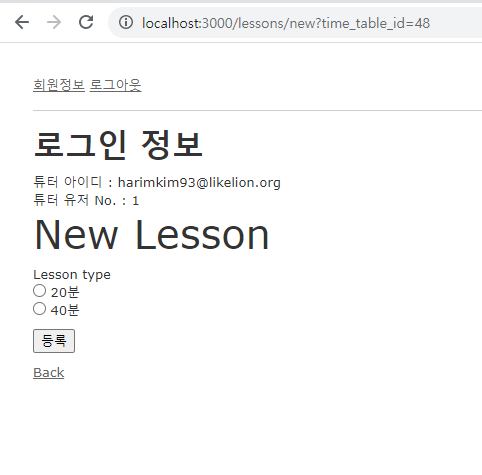 localhost:3000/lessons/new?time_table_id=48
회원정보 로그아웃
로그인 정보
튜터 아이디 : harimkim93@likelion.org
튜터 유저 No. : 1
New Lesson
Lesson type
20분
40분
등록
Back